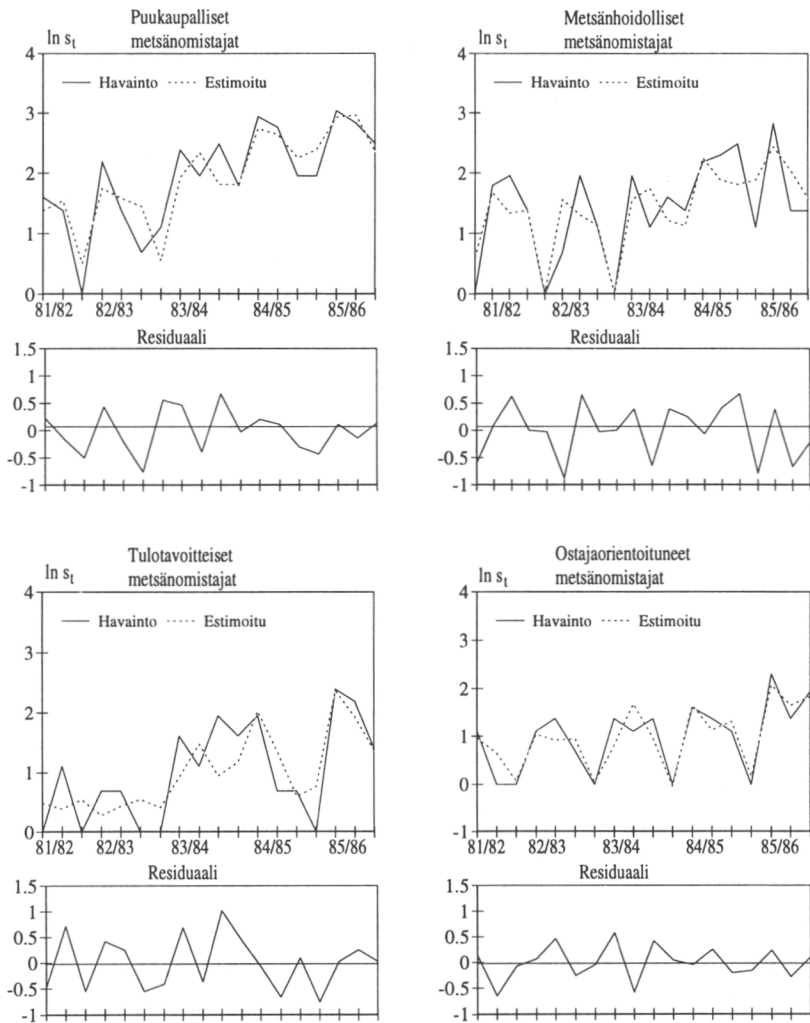 Puukaupalliset
metsänomistajat
ln st
4
Havainto
Estimoitu
3
2
1
0
81/82
82/83
83/84
84/85
85/86
Residuaali
1.5
1
0.5
0
-0.5
-1
Metsänhoidolliset
metsänomistajat
ln st
4
Havainto
Estimoitu
3
2
1
0
81/82
82/83
83/84
84/85
85/86
Residuaali
1.5
1
0.5
0
-0.5
-1
Tulotavoitteiset
metsänomistajat
ln st
4
Havainto
Estimoitu
3
2
1
0
81/82
82/83
83/84
84/85
85/86
Residuaali
1.5
1
0.5
0
-0.5
-1
Ostajaorientoituneet
metsänomistajat
ln st
4
Havainto
Estimoitu
3
2
1
0
-1
81/82
82/83
83/84
84/85
85/86
Residuaali
1.5
1
0.5
0
-0.5
-1